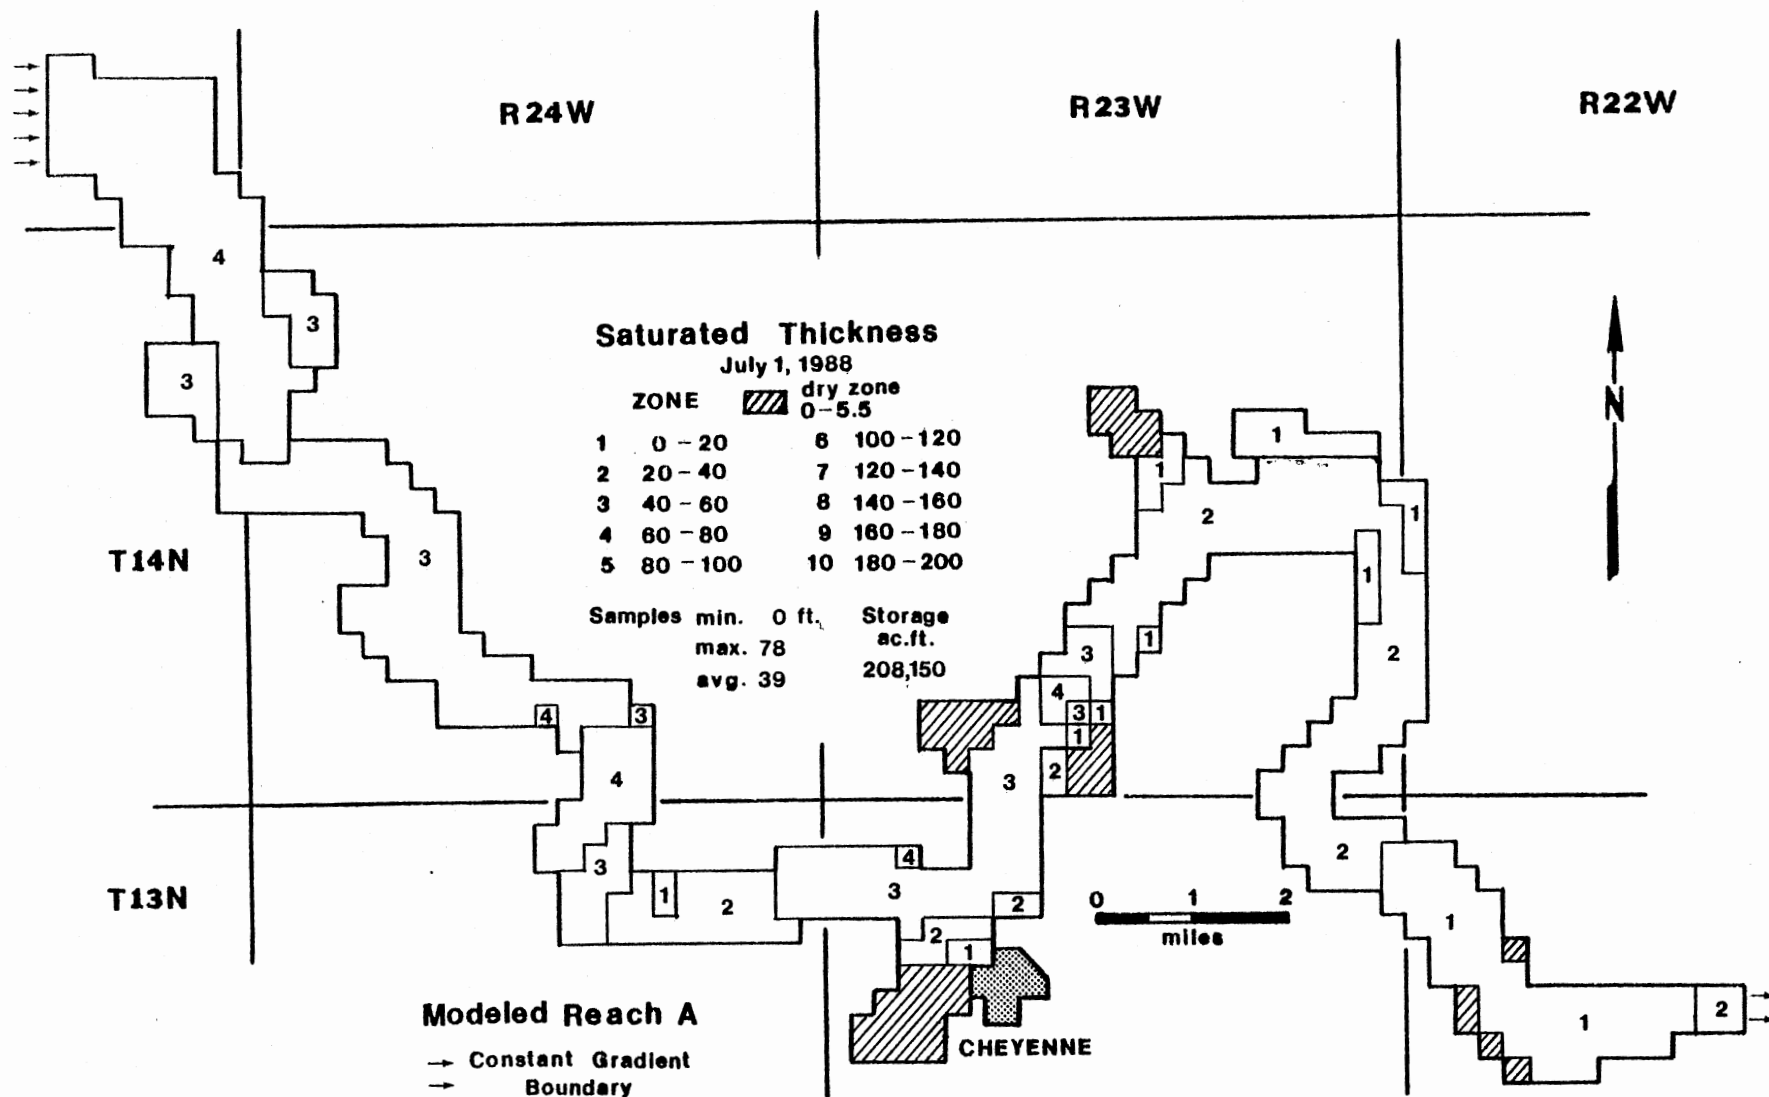 R24W
R23W
R22W
4
3
3
Saturated Thickness
July 1, 1988
ZONE dry zone
0-5.5
1 0-20 6 100-120
2 20-40 7 120-140
3 40-60 8 140-160
4 60-80 9 160-180
5 80-100 10 180-200
Samples min. 0 ft. Storage
max. 78 ac.ft.
avg. 39 208,150
N
1
1
2
1
1
T14N
3
1
3
2
4
4
3
3
1
1
4
3
2
2
4
3
3
2
T13N
1
2
2
0 1 2
miles
2
1
1
2
1
Modeled Reach A
→ Constant Gradient
→ Boundary
CHEYENNE